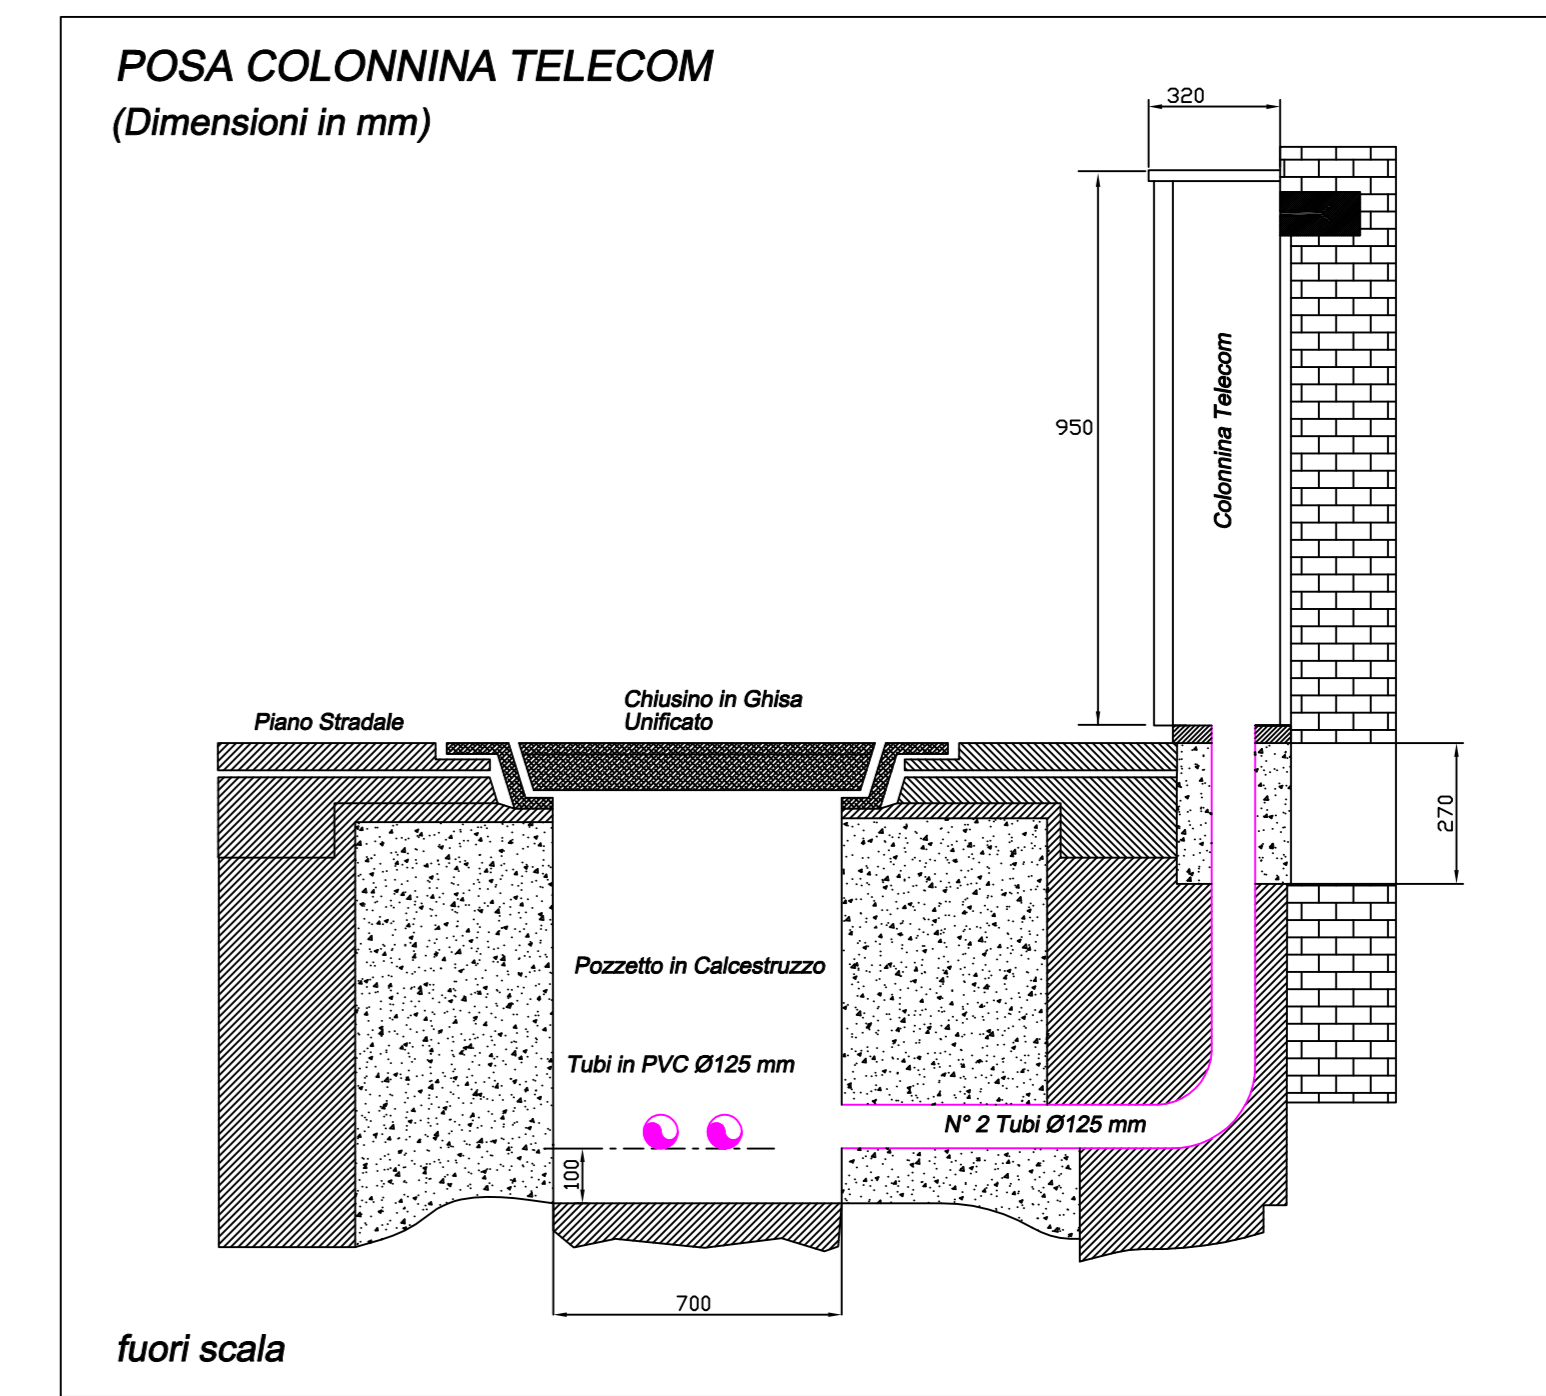 POSA COLONNINA TELECOM
(Dimensioni in mm)
320
950
Colonnina Telecom
Chiusino in Ghisa
Unificato
Piano Stradale
270
Pozzetto in Calcestruzzo
Tubi in PVC Ø125 mm
N° 2 Tubi Ø125 mm
100
700
fuori scala